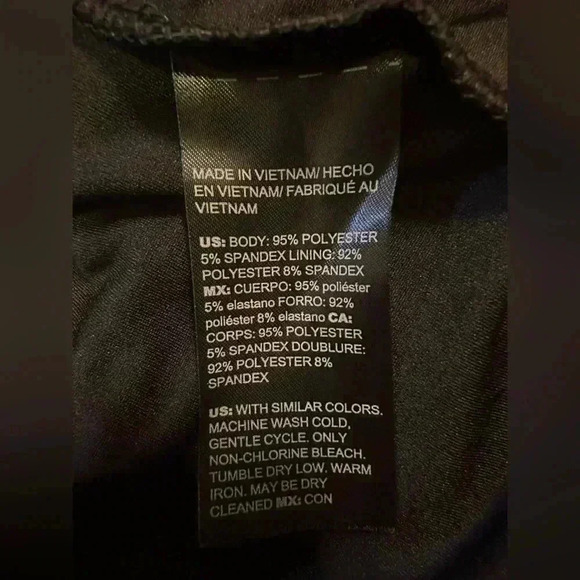 MADE IN VIETNAM/ HECHO
EN VIETNAM/ FABRIQUÉ AU
VIETNAM
US: BODY: 95% POLYESTER
5% SPANDEX LINING: 92%
POLYESTER 8% SPANDEX
MX: CUERPO: 95% poliéster
5% elastano FORRO: 92%
poliéster 8% elastano CA:
CORPS: 95% POLYESTER
5% SPANDEX DOUBLURE:
92% POLYESTER 8%
SPANDEX
US: WITH SIMILAR COLORS.
MACHINE WASH COLD,
GENTLE CYCLE. ONLY
NON-CHLORINE BLEACH.
TUMBLE DRY LOW. WARM
IRON. MAY BE DRY
CLEANED MX: CON